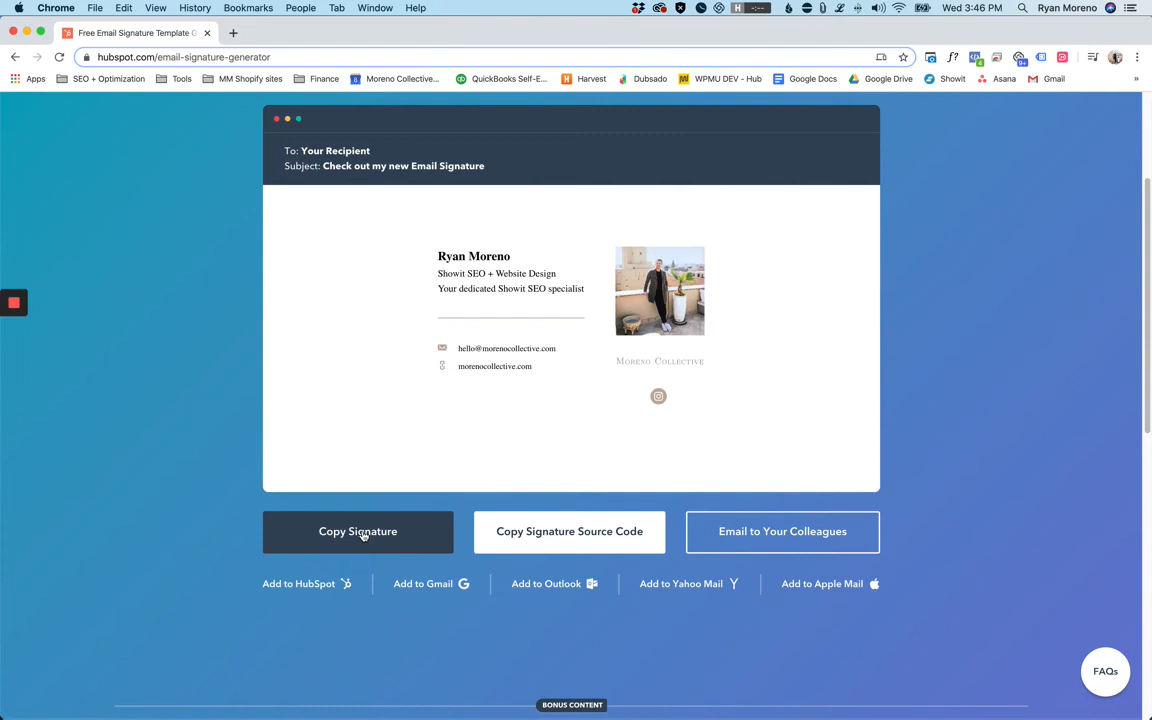 Chrome File Edit View History Bookmarks People Tab Window Help
H -:-- Wed 3:46 PM Ryan Moreno
Free Email Signature Template G
hubspot.com/email-signature-generator
Apps SEO + Optimization Tools MM Shopify sites Finance Moreno Collective... QuickBooks Self-E... Harvest Dubsado WPMU DEV - Hub Google Docs Google Drive Showit Asana Gmail »
To: Your Recipient
Subject: Check out my new Email Signature
Ryan Moreno
Showit SEO + Website Design
Your dedicated Showit SEO specialist
hello@morenocollective.com
morenocollective.com
Moreno Collective
Copy Signature Copy Signature Source Code Email to Your Colleagues
Add to HubSpot Add to Gmail Add to Outlook Add to Yahoo Mail Add to Apple Mail
FAQs
BONUS CONTENT